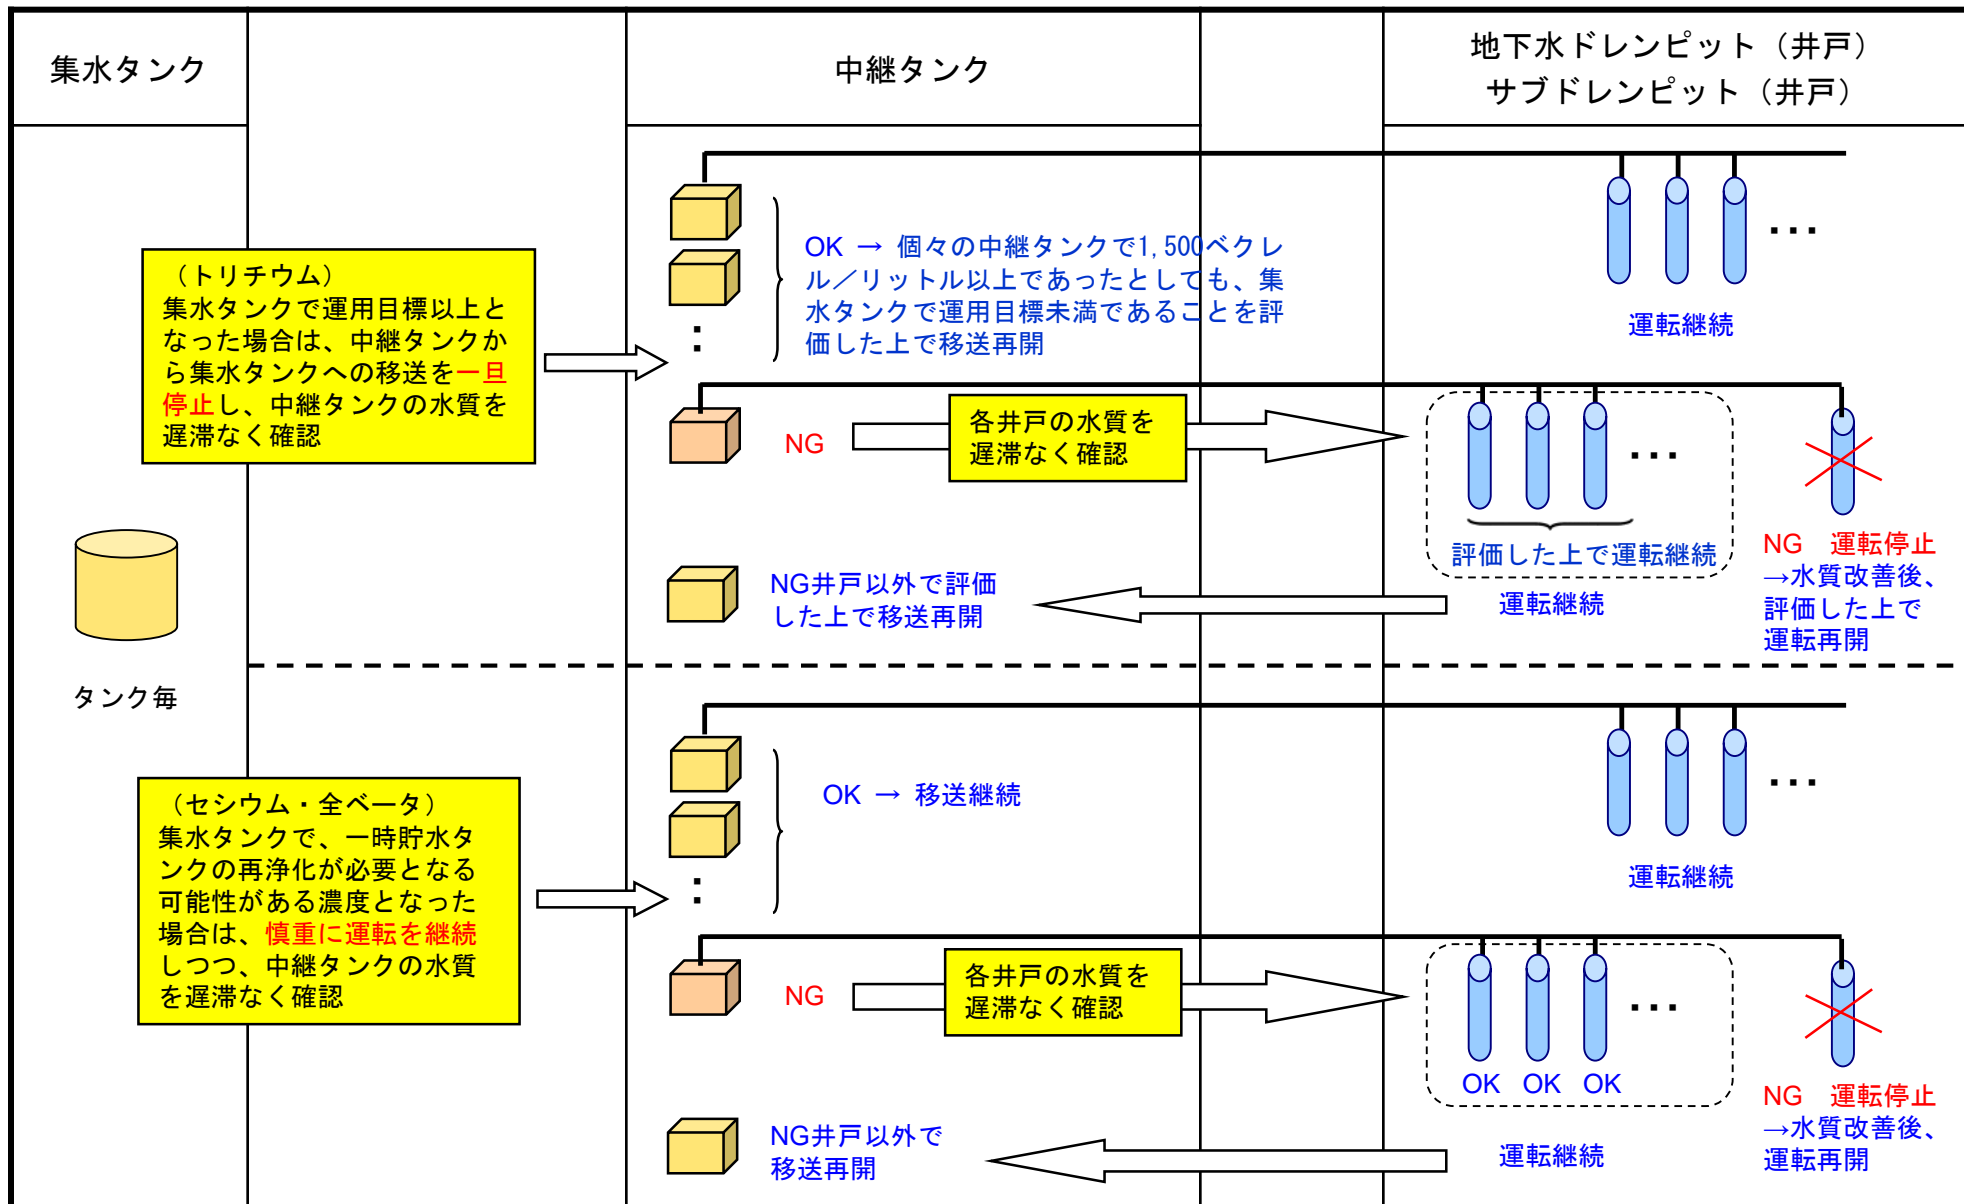 集水タンク
中継タンク
地下水ドレンピット（井戸）
サブドレンピット（井戸）
（トリチウム）
集水タンクで運用目標以上と
なった場合は、中継タンクか
ら集水タンクへの移送を一旦
停止し、中継タンクの水質を
遅滞なく確認
OK → 個々の中継タンクで1,500ベクレ
ル／リットル以上であったとしても、集
水タンクで運用目標未満であることを評
価した上で移送再開
運転継続
NG
各井戸の水質を
遅滞なく確認
評価した上で運転継続
運転継続
NG 運転停止
→水質改善後、
評価した上で
運転再開
NG井戸以外で評価
した上で移送再開
タンク毎
（セシウム・全ベータ）
集水タンクで、一時貯水タ
ンクの再浄化が必要となる
可能性がある濃度となった
場合は、慎重に運転を継続
しつつ、中継タンクの水質
を遅滞なく確認
OK → 移送継続
運転継続
NG
各井戸の水質を
遅滞なく確認
OK OK OK
運転継続
NG 運転停止
→水質改善後、
運転再開
NG井戸以外で
移送再開